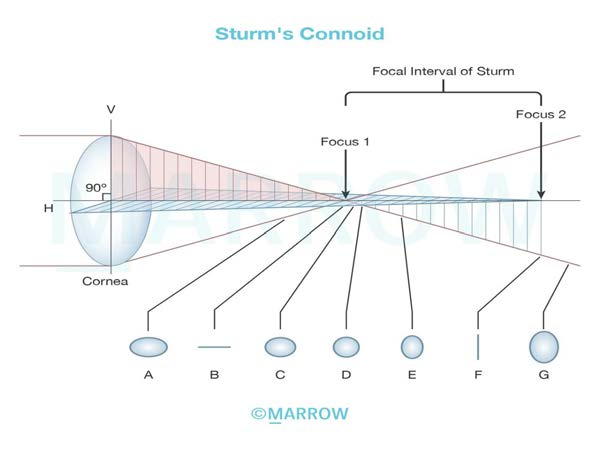 Sturm's Connoid
Focal Interval of Sturm
Focus 2
Focus 1
V
90°
H
MARROW
Cornea
A B C D E F G
©MARROW